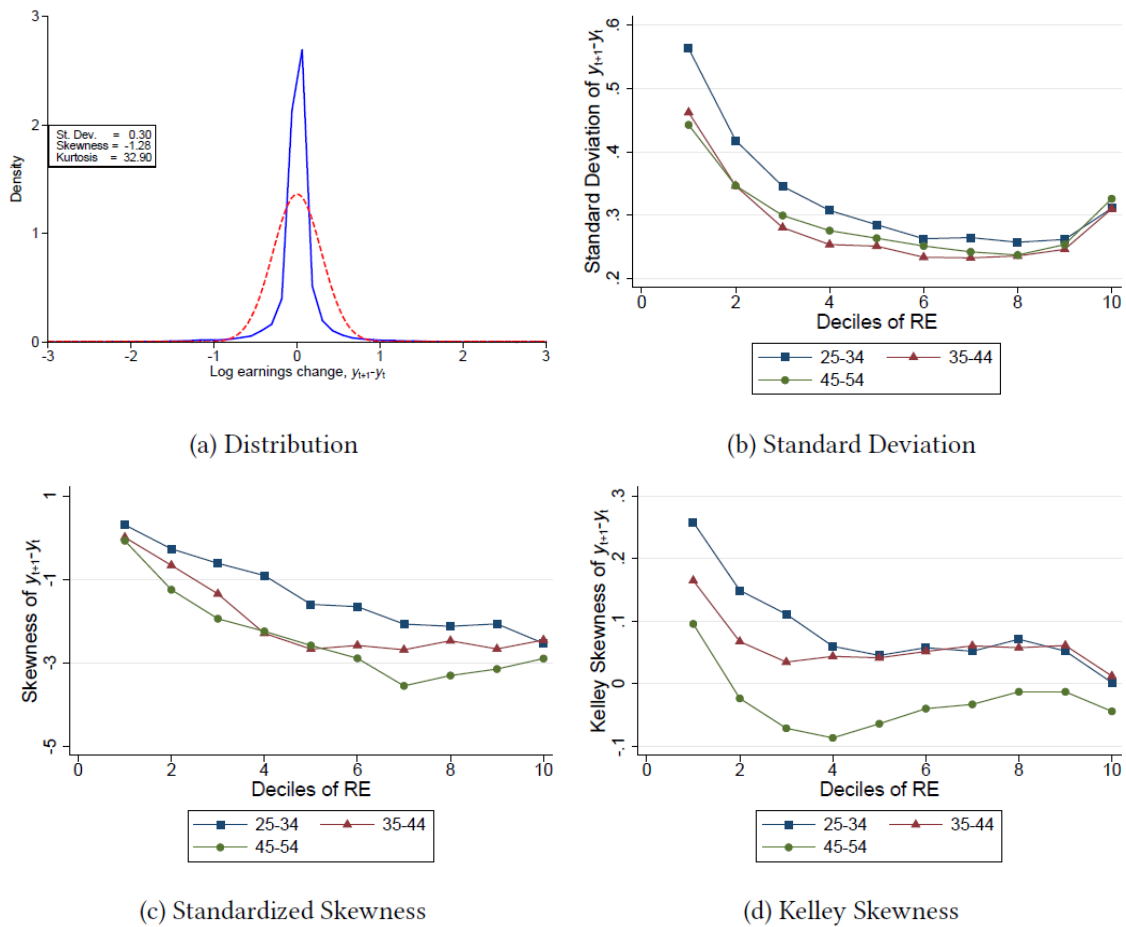 3
2
1
0
Density
St. Dev. = 0.30
Skewness = -1.28
Kurtosis = 32.90
-3 -2 -1 0 1 2 3
Log earnings change, yt+1-yt
(a) Distribution
.6
.5
.4
.3
.2
Standard Deviation of yt+1-yt
0 2 4 6 8 10
Deciles of RE
25-34 35-44
45-54
(b) Standard Deviation
1
-1
-3
-5
Skewness of yt+1-yt
0 2 4 6 8 10
Deciles of RE
25-34 35-44
45-54
(c) Standardized Skewness
.3
.2
.1
0
-.1
Kelley Skewness of yt+1-yt
0 2 4 6 8 10
Deciles of RE
25-34 35-44
45-54
(d) Kelley Skewness